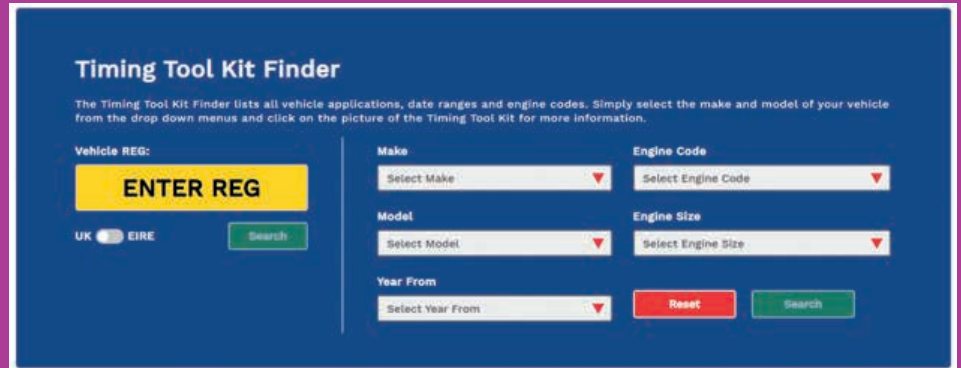 Timing Tool Kit Finder
The Timing Tool Kit Finder lists all vehicle applications, date ranges and engine codes. Simply select the make and model of your vehicle
from the drop down menus and click on the picture of the Timing Tool Kit for more information.
Vehicle REG:
ENTER REG
UK EIRE
Search
Make
Select Make
Engine Code
Select Engine Code
Model
Select Model
Engine Size
Select Engine Size
Year From
Select Year From
Reset
Search